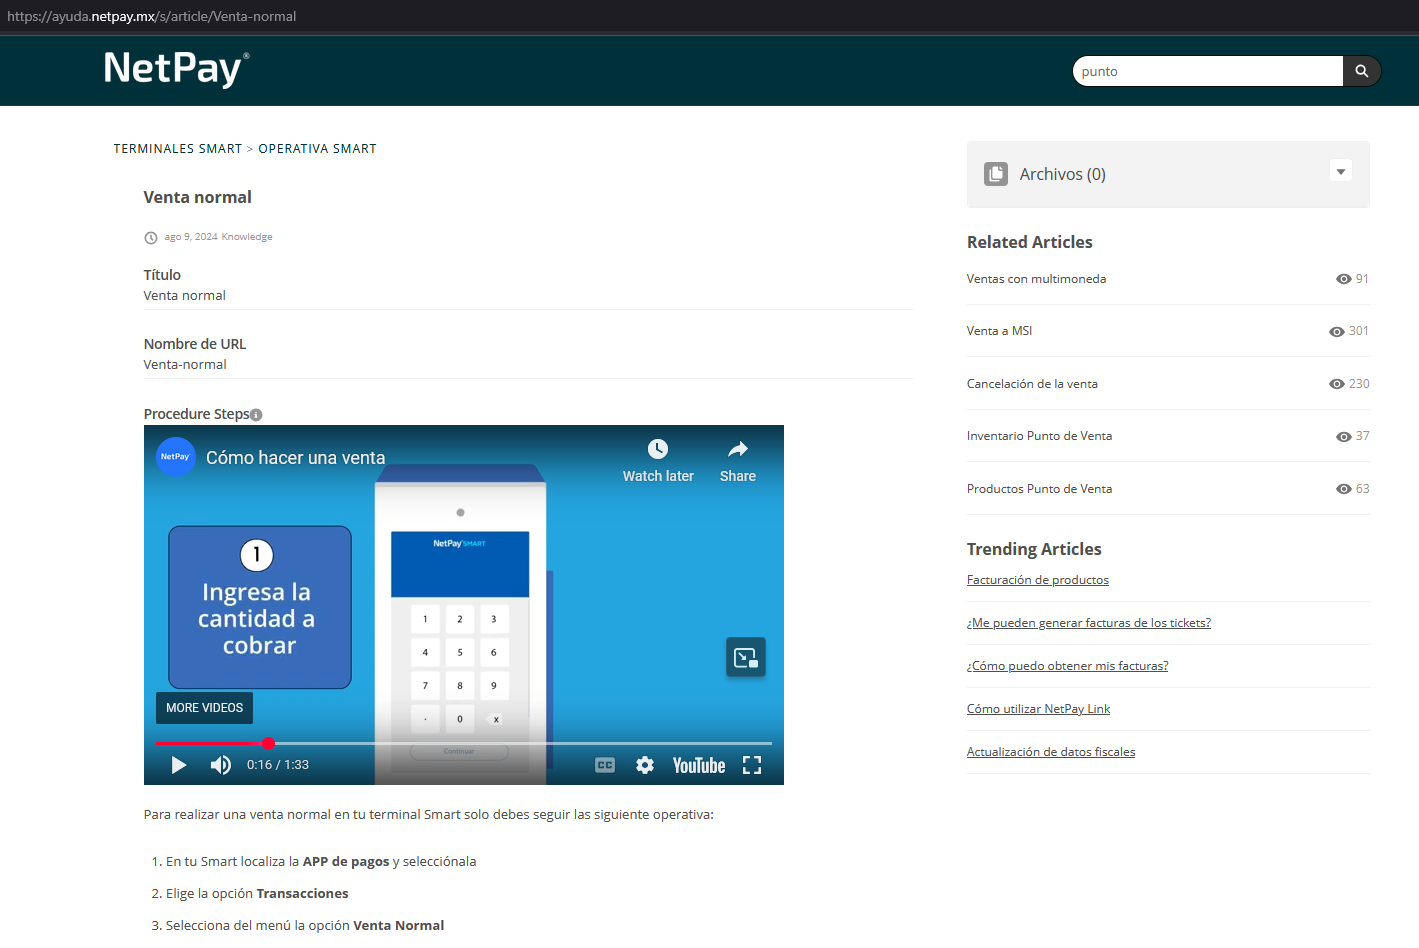 https://ayuda.netpay.mx/s/article/Venta-normal
NetPay®
punto
TERMINALES SMART > OPERATIVA SMART
Venta normal
ago 9, 2024 Knowledge
Título
Venta normal
Nombre de URL
Venta-normal
Procedure Steps
NetPay
Cómo hacer una venta
Watch later
Share
1
Ingresa la
cantidad a
cobrar
NetPay SMART
1 2 3
4 5 6
7 8 9
. 0 x
Continuar
MORE VIDEOS
0:16 / 1:33
CC
YouTube
Para realizar una venta normal en tu terminal Smart solo debes seguir las siguiente operativa:
1. En tu Smart localiza la APP de pagos y selecciónala
2. Elige la opción Transacciones
3. Selecciona del menú la opción Venta Normal
Archivos (0)
Related Articles
Ventas con multimoneda 91
Venta a MSI 301
Cancelación de la venta 230
Inventario Punto de Venta 37
Productos Punto de Venta 63
Trending Articles
Facturación de productos
¿Me pueden generar facturas de los tickets?
¿Cómo puedo obtener mis facturas?
Cómo utilizar NetPay Link
Actualización de datos fiscales